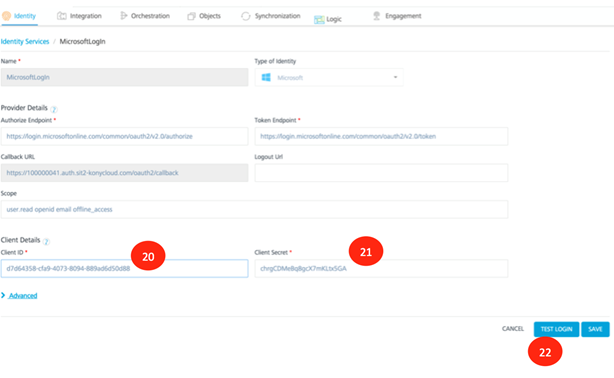 Identity Integration Orchestration Objects Synchronization Logic Engagement
Identity Services / MicrosoftLogIn
Name * Type of Identity
MicrosoftLogIn Microsoft
Provider Details ?
Authorize Endpoint * Token Endpoint *
https://login.microsoftonline.com/common/oauth2/v2.0/authorize https://login.microsoftonline.com/common/oauth2/v2.0/token
Callback URL Logout Url
https://100000041.auth.sit2-konycloud.com/oauth2/callback
Scope
user.read openid email offline_access
Client Details ?
Client ID * 20 Client Secret * 21
d7d64358-cfa9-4073-8094-889ad6d50d88 chrgCDMeBqBgcX7mKLtxSGA
Advanced
CANCEL TEST LOGIN SAVE
22